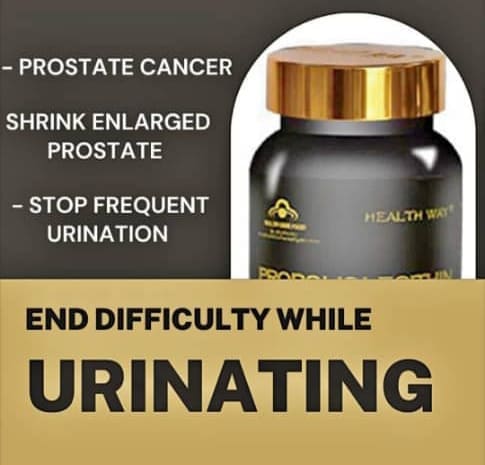 - PROSTATE CANCER
SHRINK ENLARGED
PROSTATE
- STOP FREQUENT
URINATION
HEALTH WAY
END DIFFICULTY WHILE
URINATING